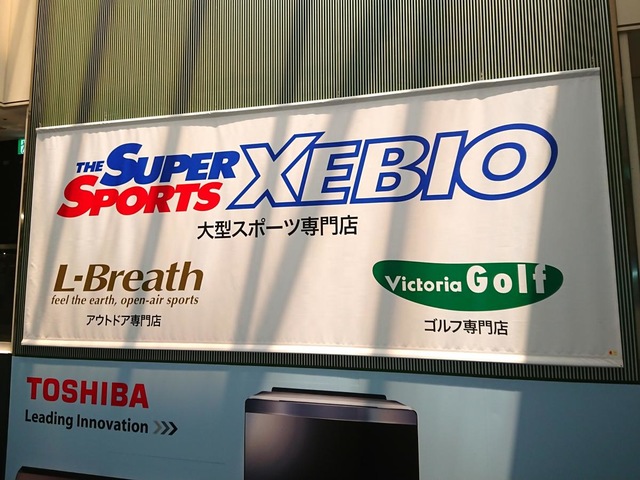 THE SUPER SPORTS XEBIO
大型スポーツ専門店
L-Breath
feel the earth, open-air sports
アウトドア専門店
Victoria Golf
ゴルフ専門店
TOSHIBA
Leading Innovation >>>